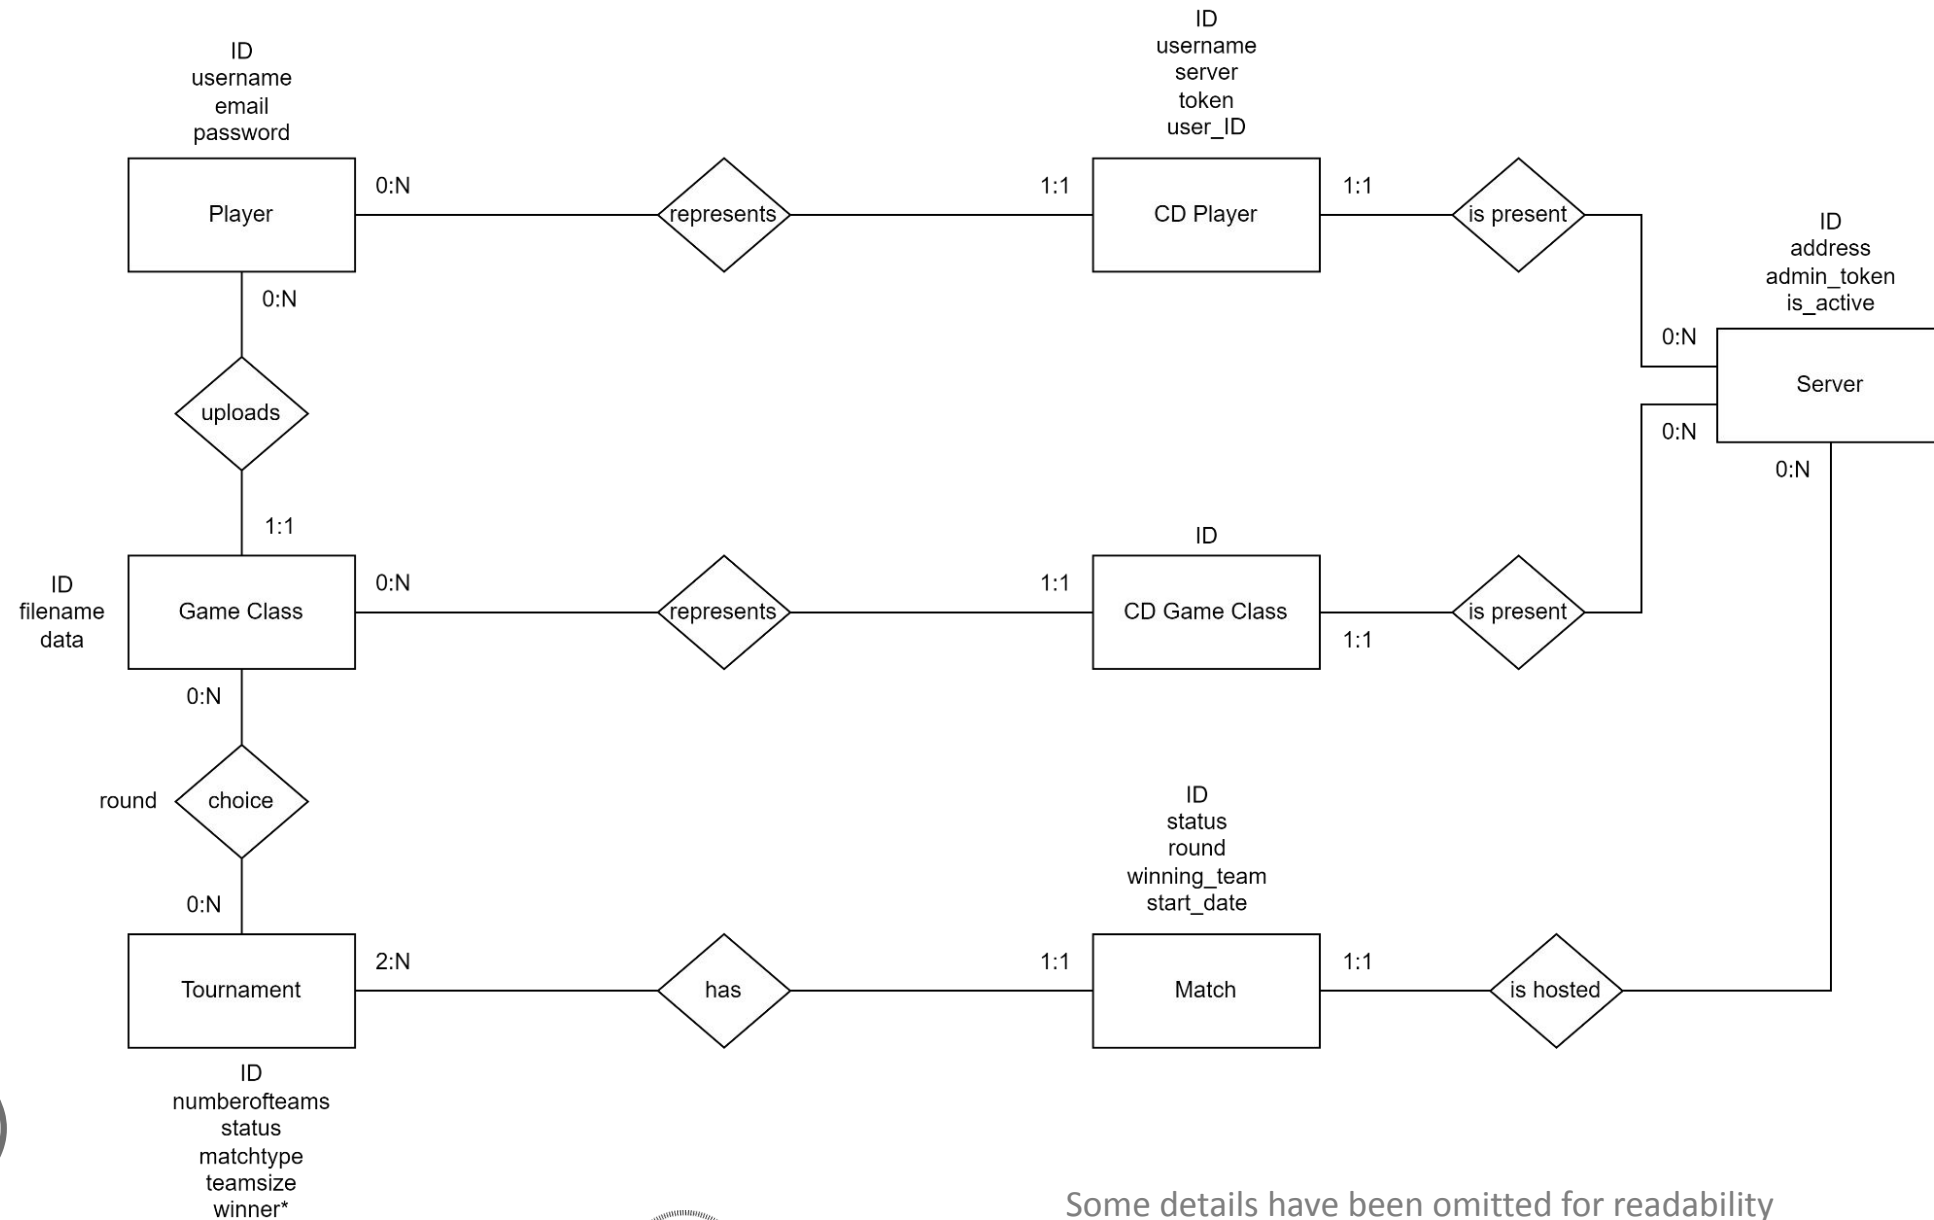 ID
username
email
password
Player
0:N
represents
1:1
ID
username
server
token
user_ID
CD Player
1:1
is present
0:N
ID
address
admin_token
is_active
Server
0:N
0:N
0:N
uploads
1:1
ID
filename
data
Game Class
0:N
represents
1:1
ID
CD Game Class
1:1
is present
0:N
round
choice
0:N
Tournament
2:N
has
1:1
ID
status
round
winning_team
start_date
Match
1:1
is hosted
ID
numberofteams
status
matchtype
teamsize
winner*
Some details have been omitted for readability